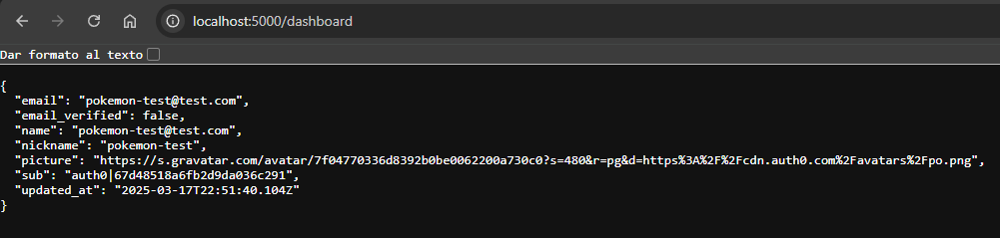 localhost:5000/dashboard
Dar formato al texto
{
  "email": "pokemon-test@test.com",
  "email_verified": false,
  "name": "pokemon-test@test.com",
  "nickname": "pokemon-test",
  "picture": "https://s.gravatar.com/avatar/7f04770336d8392b0be0062200a730c0?s=480&r=pg&d=https%3A%2F%2Fcdn.auth0.com%2Favatars%2Fpo.png",
  "sub": "auth0|67d48518a6fb2d9da036c291",
  "updated_at": "2025-03-17T22:51:40.104Z"
}